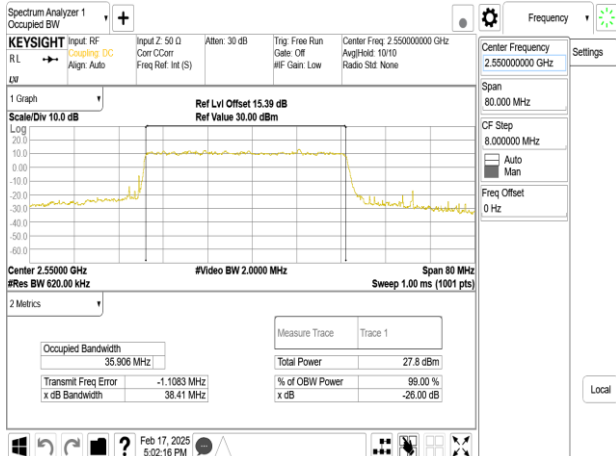 Spectrum Analyzer 1
Occupied BW
+
Frequency
KEYSIGHT
Input: RF
Coupling: DC
Align: Auto
Input Z: 50 Ω
Corr CCorr
Freq Ref: Int (S)
Atten: 30 dB
Trig: Free Run
Gate: Off
#IF Gain: Low
Center Freq: 2.550000000 GHz
Avg|Hold: 10/10
Radio Std: None
RL
LXI
Center Frequency
2.550000000 GHz
Settings
Span
80.000 MHz
CF Step
8.000000 MHz
Auto
Man
Freq Offset
0 Hz
Local
1 Graph
Scale/Div 10.0 dB
Ref Lvl Offset 15.39 dB
Ref Value 30.00 dBm
Log
20.0
10.0
0.00
-10.0
-20.0
-30.0
-40.0
-50.0
-60.0
Center 2.55000 GHz
#Video BW 2.0000 MHz
Span 80 MHz
#Res BW 620.00 kHz
Sweep 1.00 ms (1001 pts)
2 Metrics
Measure Trace
Trace 1
Occupied Bandwidth
35.906 MHz
Total Power
27.8 dBm
Transmit Freq Error
-1.1083 MHz
% of OBW Power
99.00 %
x dB Bandwidth
38.41 MHz
x dB
-26.00 dB
?
Feb 17, 2025
5:02:16 PM